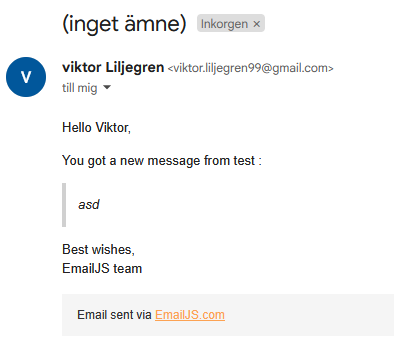 (inget ämne) Inkorgen ×
V
viktor Liljegren <viktor.liljegren99@gmail.com>
till mig
Hello Viktor,
You got a new message from test :
asd
Best wishes,
EmailJS team
Email sent via EmailJS.com